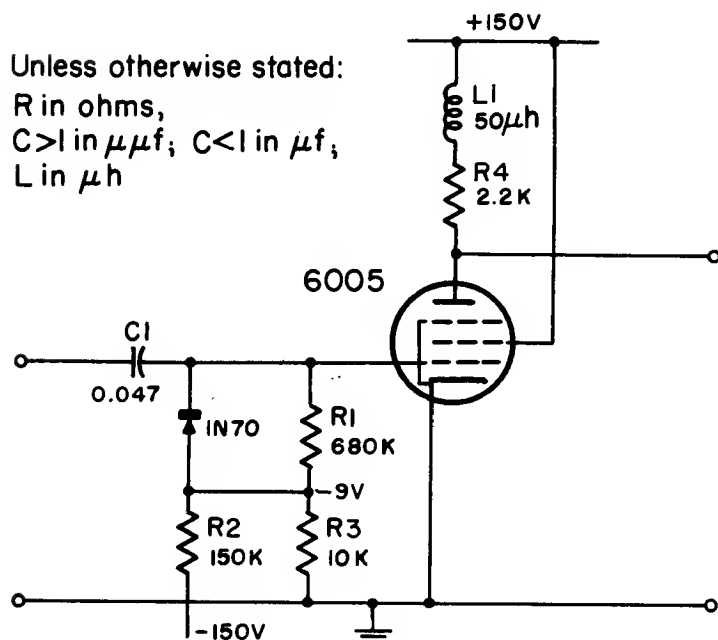 +150V
Unless otherwise stated:
R in ohms,
C>1 in μμf; C<1 in μf;
L in μh
L1
50μh
R4
2.2K
6005
C1
0.047
1N70
R1
680K
-9V
R2
150K
R3
10K
-150V